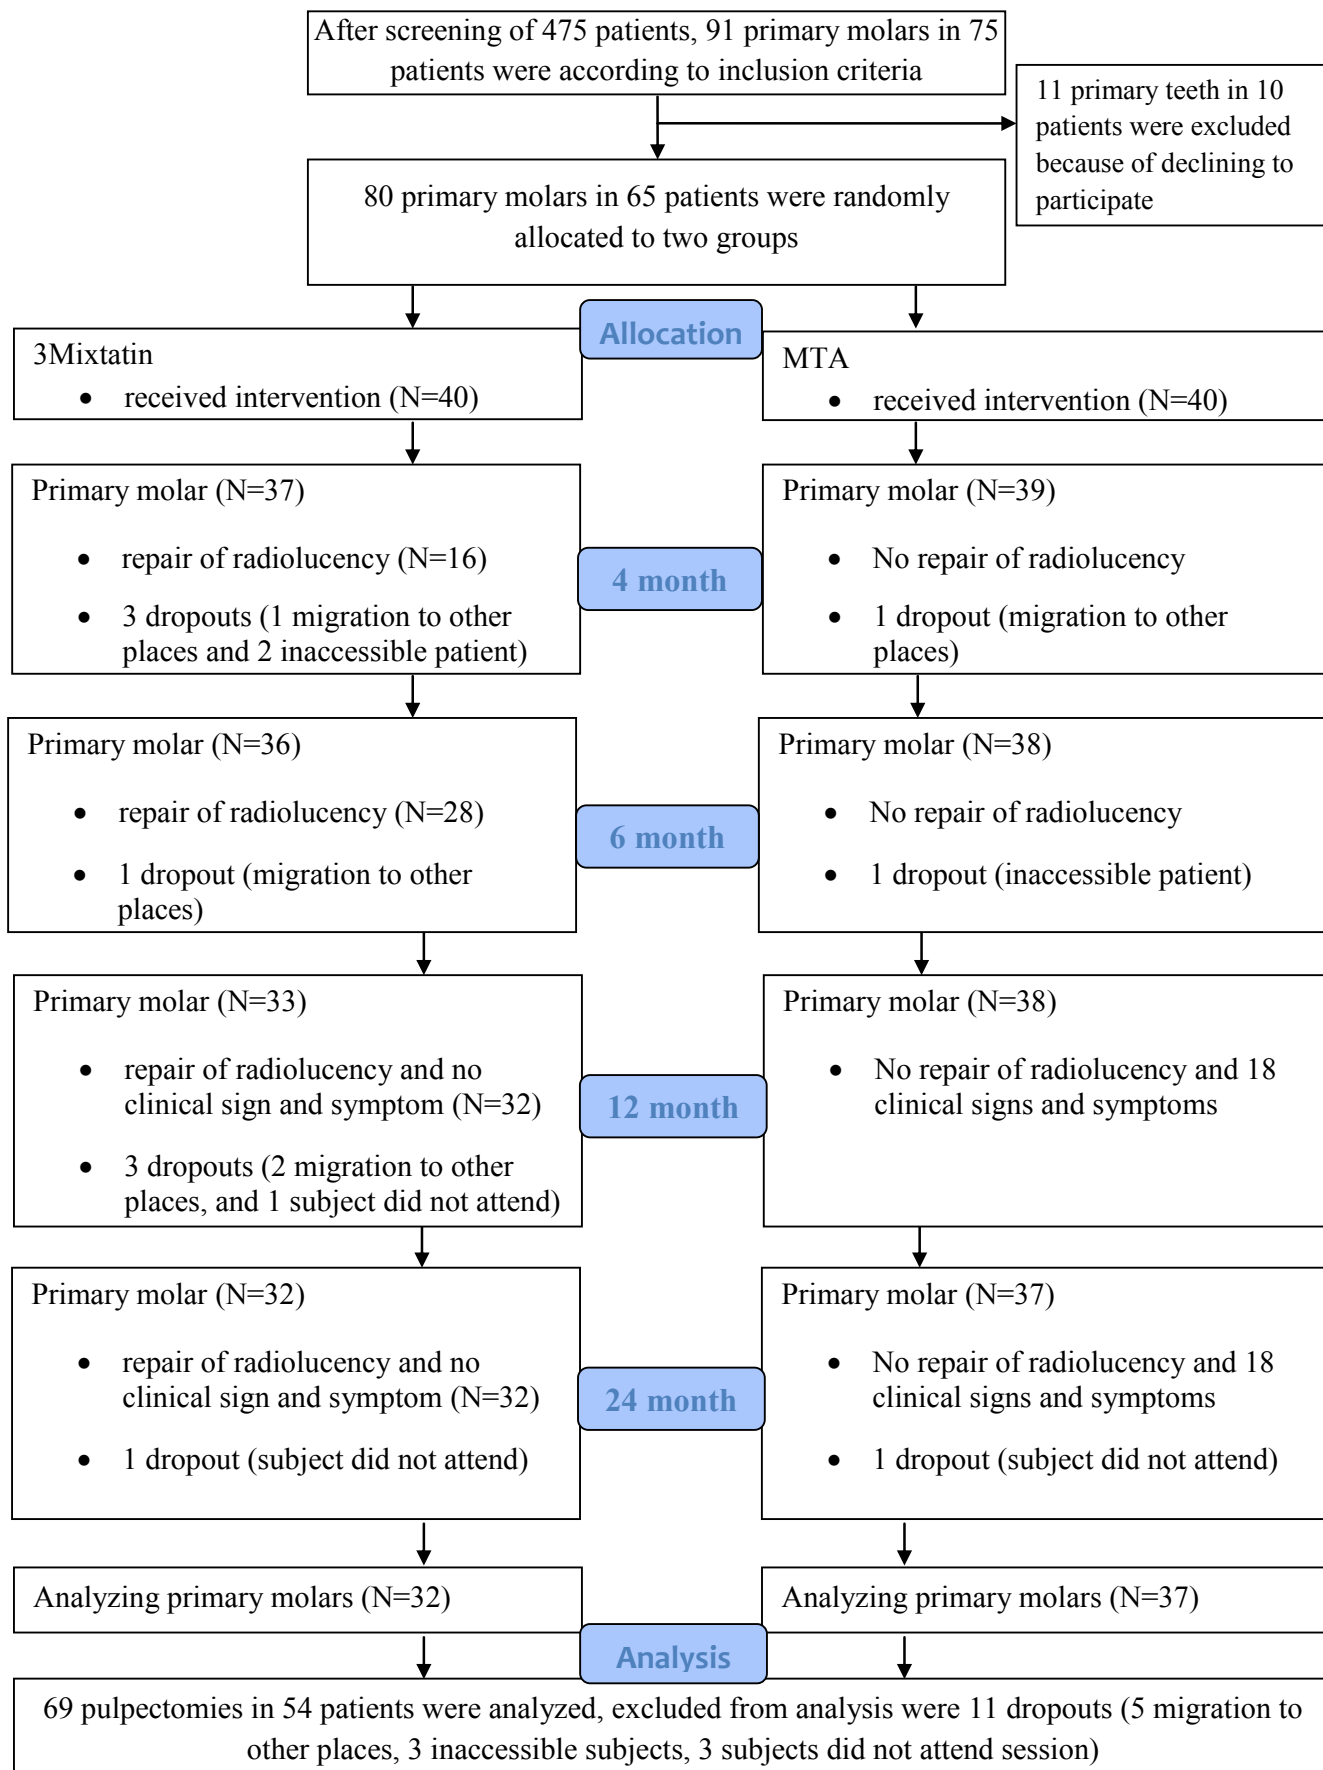 After screening of 475 patients, 91 primary molars in 75
patients were according to inclusion criteria
11 primary teeth in 10
patients were excluded
because of declining to
participate
80 primary molars in 65 patients were randomly
allocated to two groups
Allocation
3Mixtatin
• received intervention (N=40)
MTA
• received intervention (N=40)
Primary molar (N=37)
• repair of radiolucency (N=16)
• 3 dropouts (1 migration to other
places and 2 inaccessible patient)
4 month
Primary molar (N=39)
• No repair of radiolucency
• 1 dropout (migration to other
places)
Primary molar (N=36)
• repair of radiolucency (N=28)
• 1 dropout (migration to other
places)
6 month
Primary molar (N=38)
• No repair of radiolucency
• 1 dropout (inaccessible patient)
Primary molar (N=33)
• repair of radiolucency and no
clinical sign and symptom (N=32)
• 3 dropouts (2 migration to other
places, and 1 subject did not attend)
12 month
Primary molar (N=38)
• No repair of radiolucency and 18
clinical signs and symptoms
Primary molar (N=32)
• repair of radiolucency and no
clinical sign and symptom (N=32)
• 1 dropout (subject did not attend)
24 month
Primary molar (N=37)
• No repair of radiolucency and 18
clinical signs and symptoms
• 1 dropout (subject did not attend)
Analyzing primary molars (N=32)
Analyzing primary molars (N=37)
Analysis
69 pulpectomies in 54 patients were analyzed, excluded from analysis were 11 dropouts (5 migration to
other places, 3 inaccessible subjects, 3 subjects did not attend session)